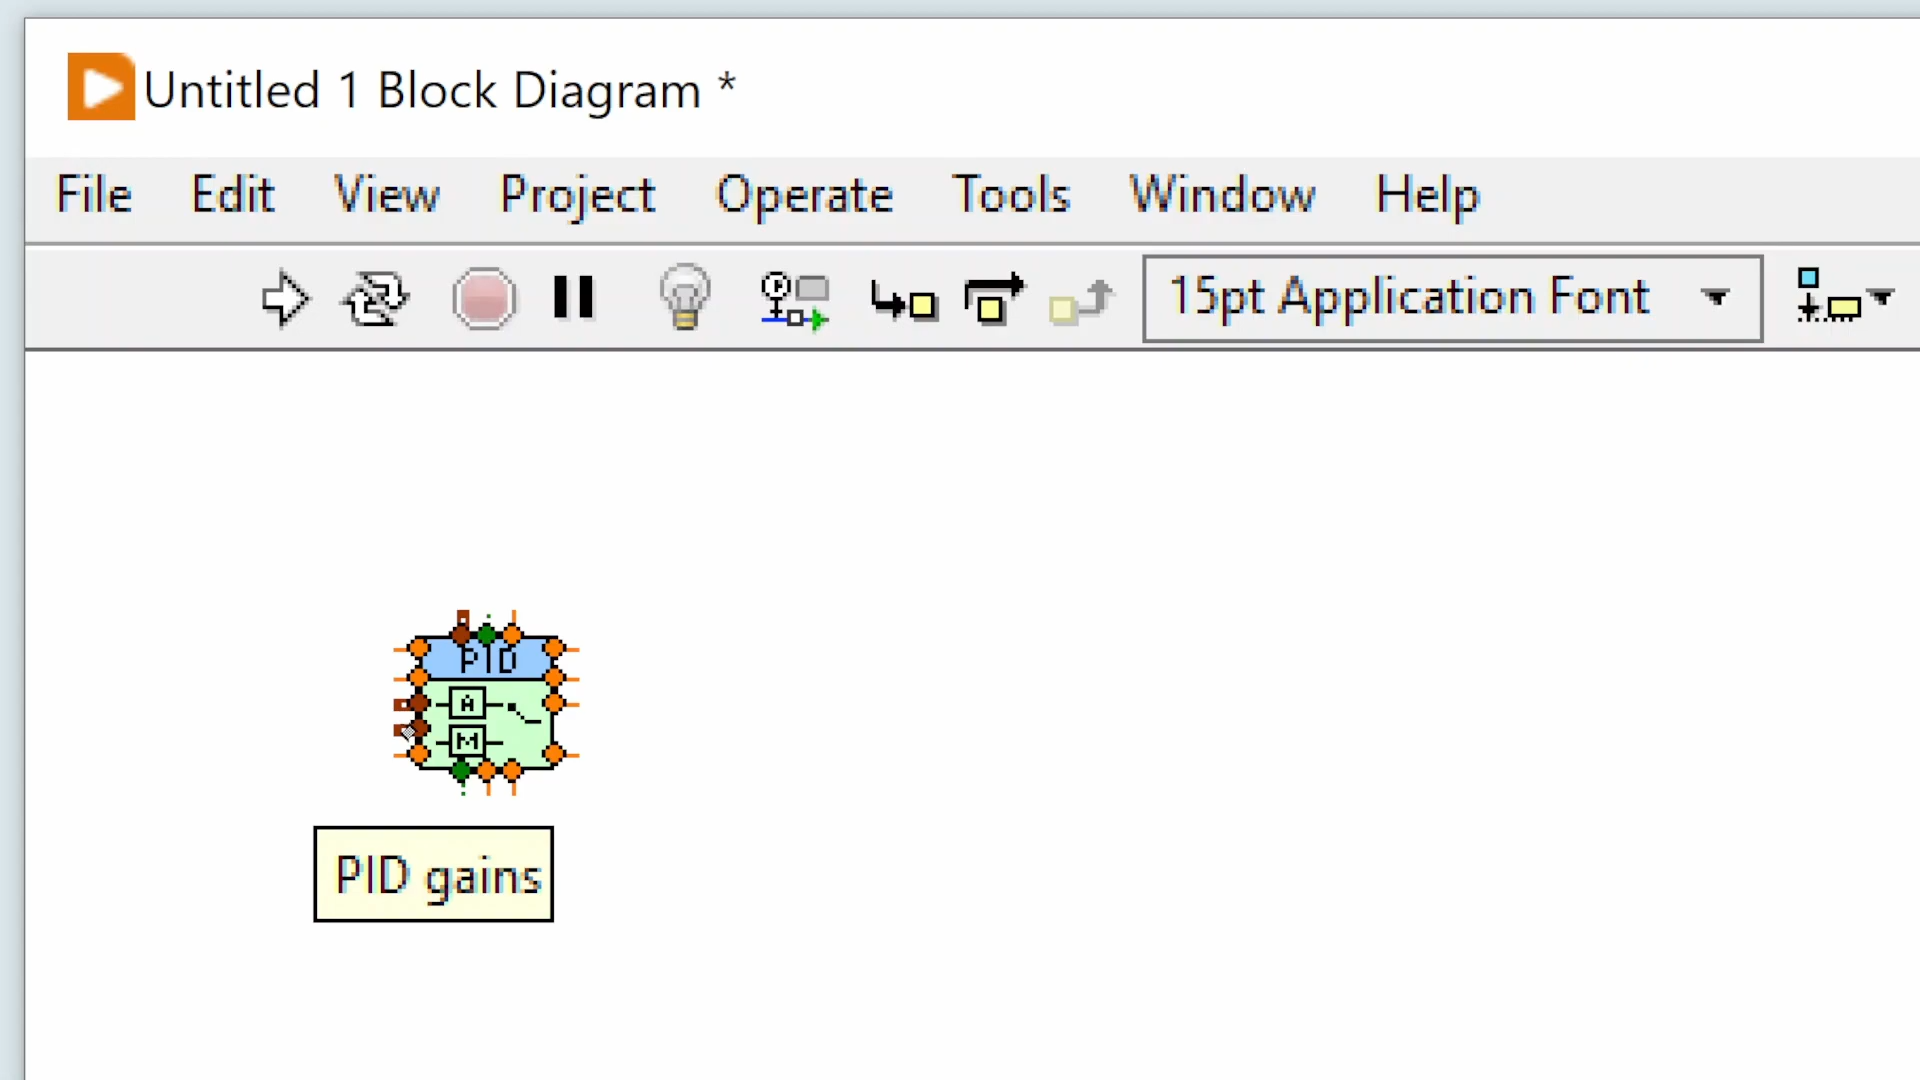 Untitled 1 Block Diagram *
File Edit View Project Operate Tools Window Help
15pt Application Font
PID
A
M
PID gains